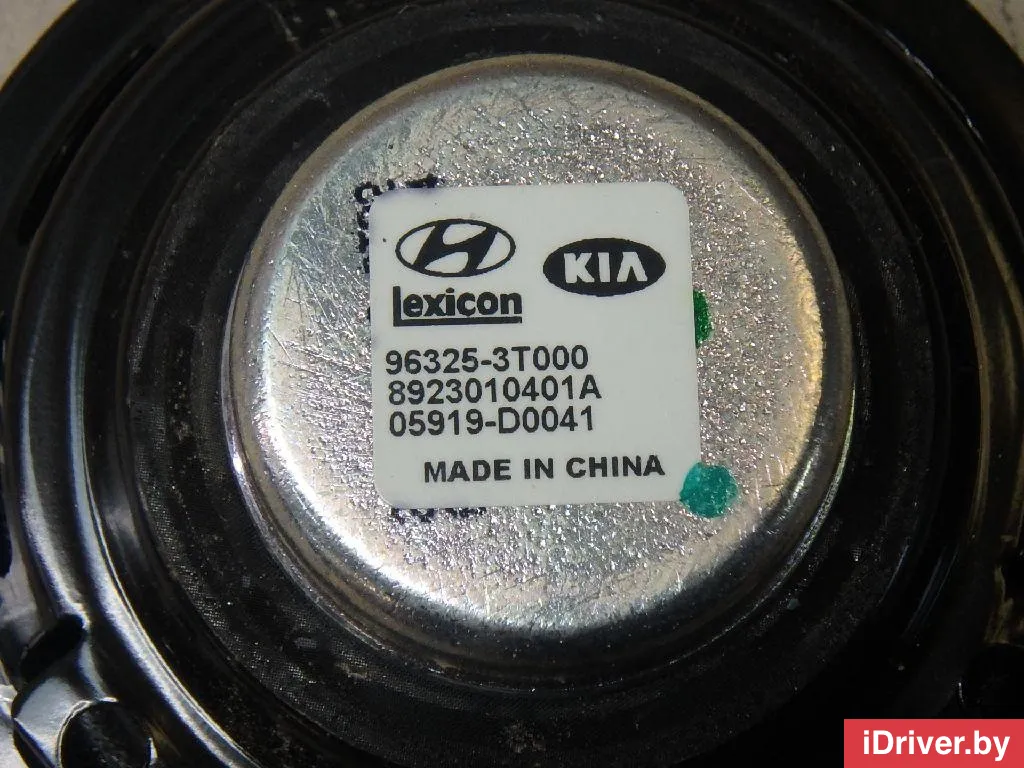 KIA
Lexicon
96325-3T000
8923010401A
05919-D0041
MADE IN CHINA
iDriver.by